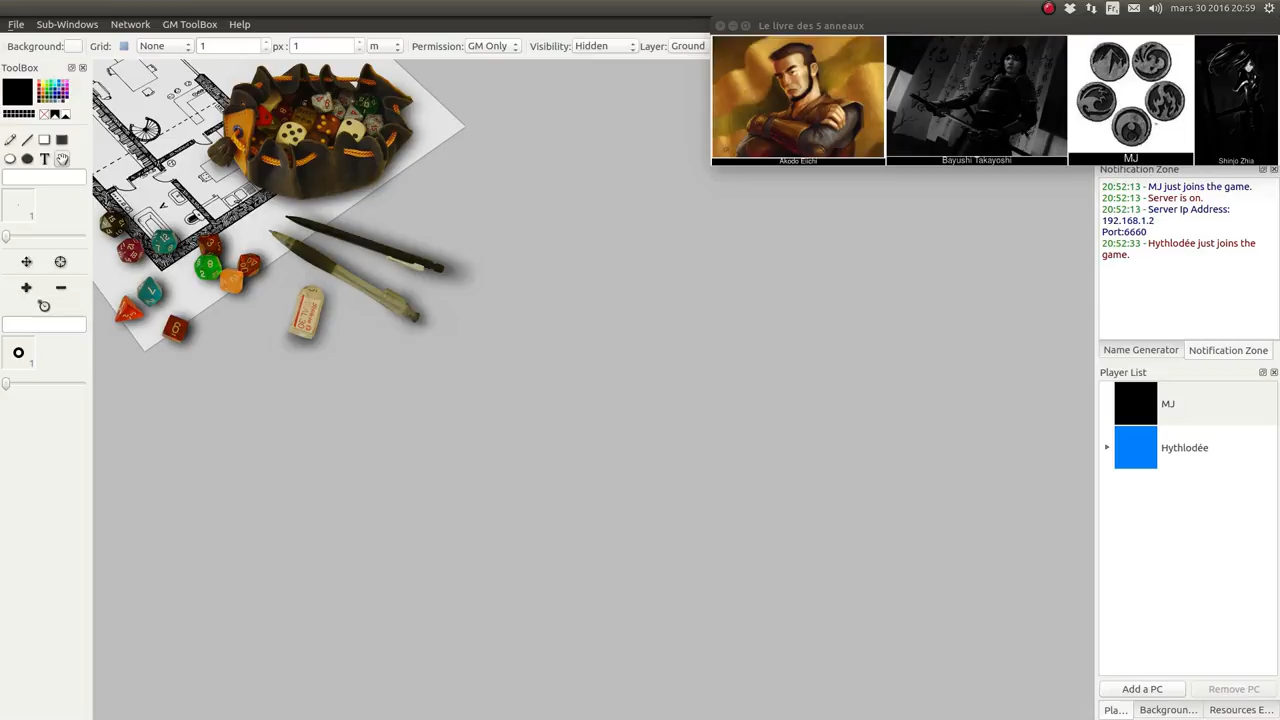 Fr
mars 30 2016 20:59
File Sub-Windows Network GM ToolBox Help
Le livre des 5 anneaux
Background: Grid: None 1 px : 1 m Permission: GM Only Visibility: Hidden Layer: Ground
ToolBox
T
1
1
Akodo Eiichi
Bayushi Takayoshi
MJ
Shinjo Zhia
Notification Zone
20:52:13 - MJ just joins the game.
20:52:13 - Server is on.
20:52:13 - Server Ip Address:
192.168.1.2
Port:6660
20:52:33 - Hythlodée just joins the
game.
Name Generator Notification Zone
Player List
MJ
Hythlodée
Add a PC Remove PC
Pla... Backgroun... Resources E...